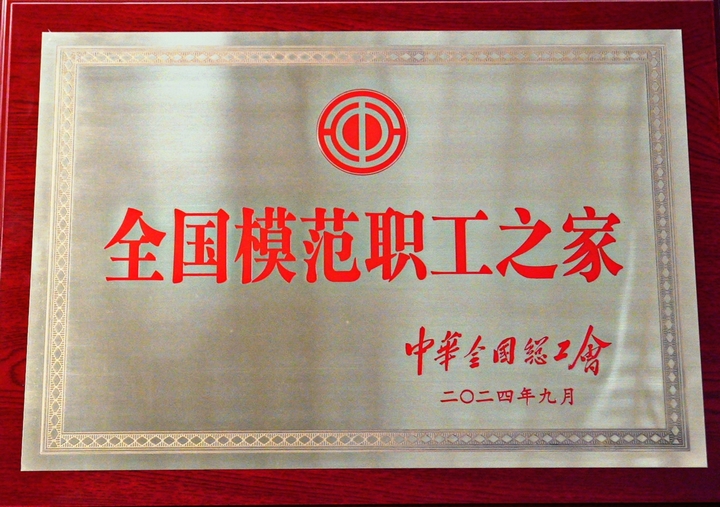 全国模范职工之家
中華全國總工會
二〇二四年九月